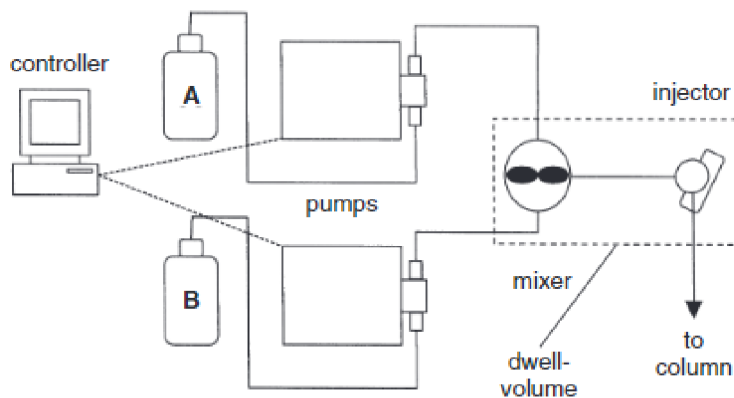 controller
A
injector
pumps
B
mixer
dwell-
volume
to
column